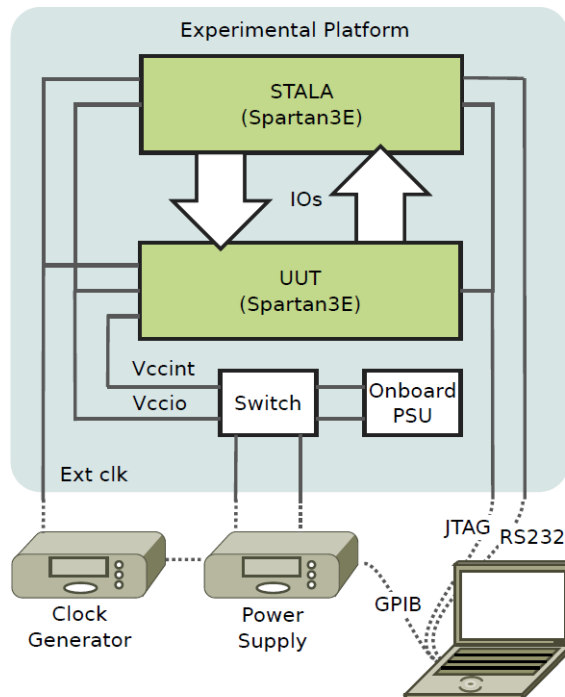 Experimental Platform
STALA
(Spartan3E)
IOs
UUT
(Spartan3E)
Vccint
Vccio
Switch
Onboard
PSU
Ext clk
JTAG
RS232
GPIB
Clock
Generator
Power
Supply